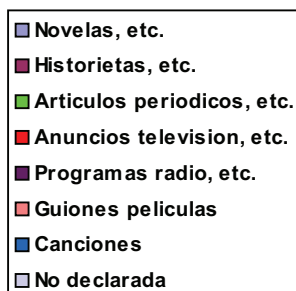 Novelas, etc.
Historietas, etc.
Articulos periodicos, etc.
Anuncios television, etc.
Programas radio, etc.
Guiones peliculas
Canciones
No declarada